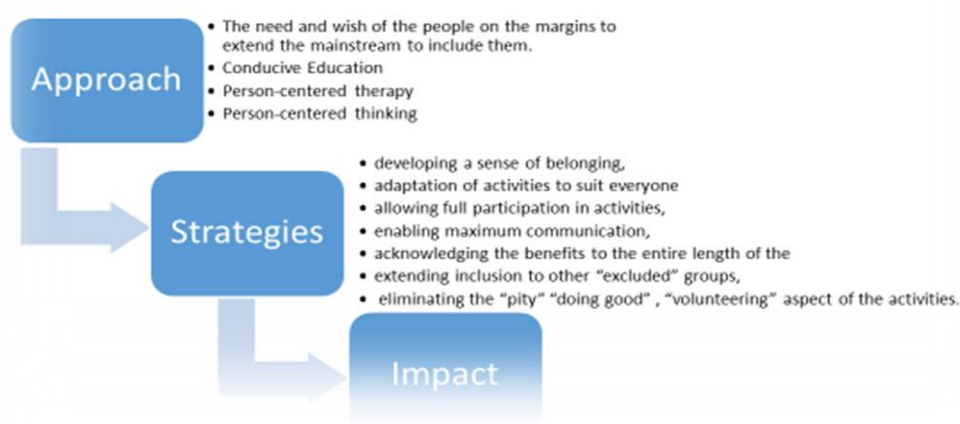 • The need and wish of the people on the margins to
extend the mainstream to include them.
Approach
• Conducive Education
• Person-centered therapy
• Person-centered thinking
• developing a sense of belonging,
• adaptation of activities to suit everyone
• allowing full participation in activities,
Strategies
• enabling maximum communication,
• acknowledging the benefits to the entire length of the
• extending inclusion to other “excluded” groups,
• eliminating the “pity” “doing good” , “volunteering” aspect of the activities.
Impact